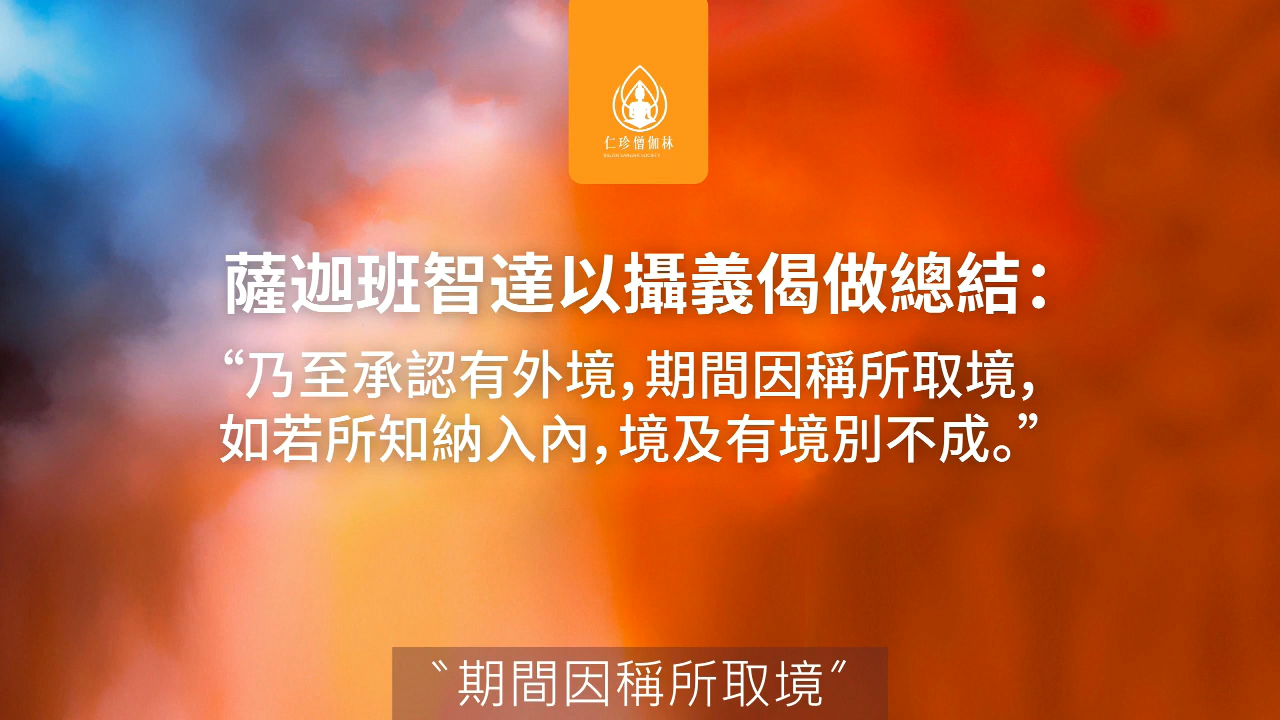 仁珍僧伽林
薩迦班智達以攝義偈做總結：
“乃至承認有外境，期間因稱所取境，
如若所知納入內，境及有境別不成。”
〝期間因稱所取境〞